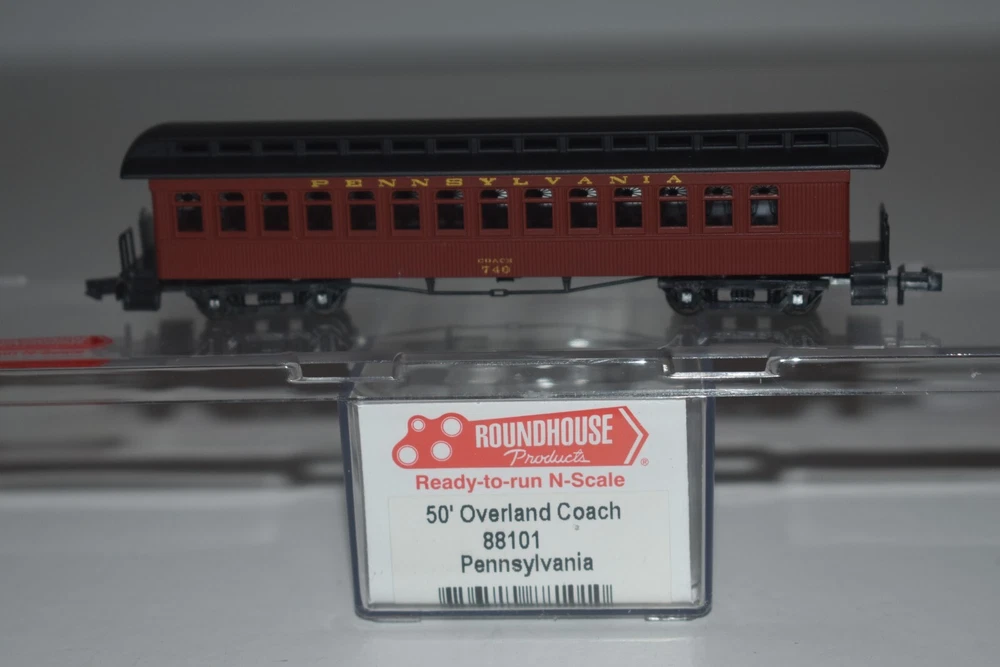 PENNSYLVANIA
COACH
740
ROUNDHOUSE
Products
®
Ready-to-run N-Scale
50' Overland Coach
88101
Pennsylvania